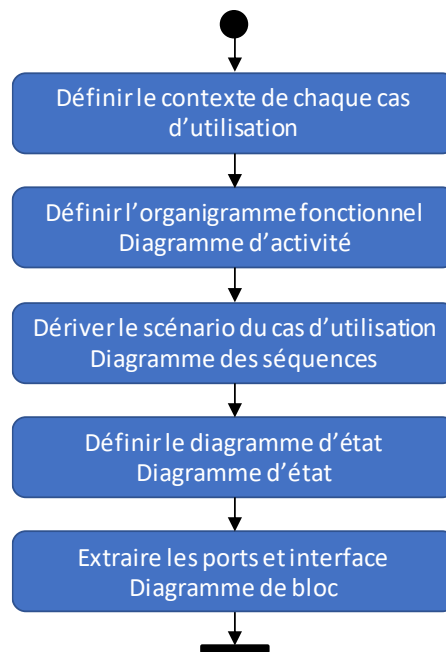 Définir le contexte de chaque cas
d'utilisation
Définir l'organigramme fonctionnel
Diagramme d'activité
Dériver le scénario du cas d'utilisation
Diagramme des séquences
Définir le diagramme d'état
Diagramme d'état
Extraire les ports et interface
Diagramme de bloc